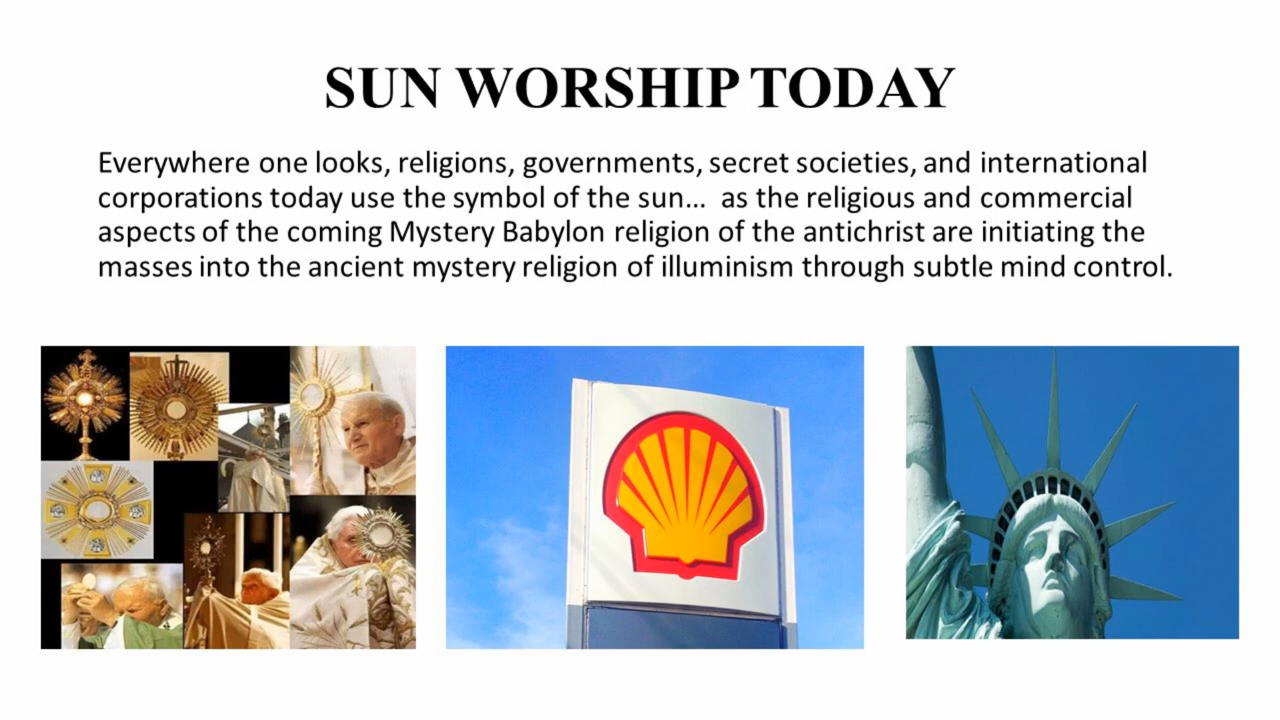 SUN WORSHIP TODAY
Everywhere one looks, religions, governments, secret societies, and international
corporations today use the symbol of the sun… as the religious and commercial
aspects of the coming Mystery Babylon religion of the antichrist are initiating the
masses into the ancient mystery religion of illuminism through subtle mind control.